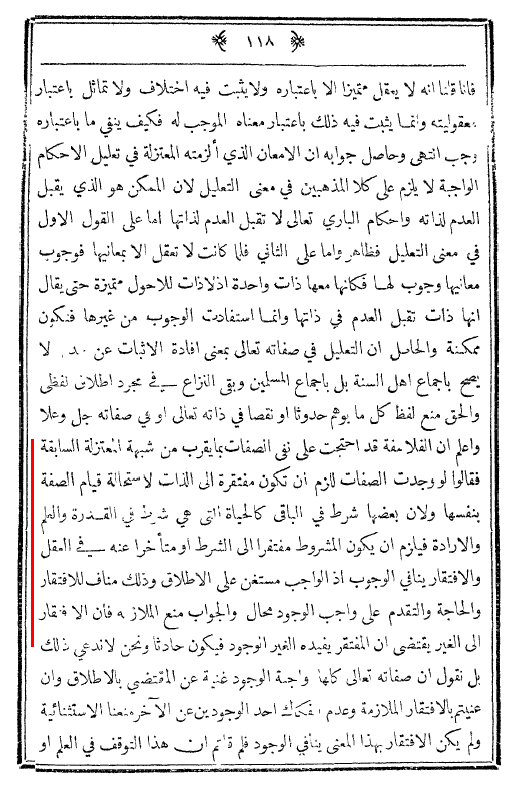 ١١٨
فانا قلنا انه لا يعقل متميزا الا باعتباره ولا يثبت فيه اختلاف ولا تماثل باعتبار
معقوليته وانمـا يثبت فيه ذلك باعتبار معناه الموجب له فكيف ينفي ما باعتباره
وجب انتهى وحاصل جوابه ان الامعان الذي ألزمته المعتزلة في تعليل الاحكام
الواجبة لا يلزم على كلا المذهبين في معنى التعليل لان الممكن هو الذي يقبل
العدم لذاته واحكام الباري تعالى لا تقبل العدم لذاتها اما على القول الاول
في معنى التعليل فظاهر واما على الثاني فلما كانت لا تعقل الا بمعانيها فوجوب
معانيها وجوب لهـا فكانها معها ذات واحدة اذ لاذات للاحول متميزة حتى يقال
انها ذات تقبل العدم في ذاتها وانمـا استفادت الوجوب من غيرها فتكون
ممكنة والحاصل ان التعليل في صفاته تعالى بمعنى افادة الاثبات عن لا
يصح باجماع اهل السنة بل باجماع المسلمين وبقى النزاع في مجرد اطلاق لفظى
والحق منع لفظ كل ما يوهم حدوثا او نقصا في ذاته تعالى او في صفاته جل وعلا
واعلم ان الفلاسفة قد احتجت على نفى الصفات بما يقرب من شبهة المعتزلة السابقة
فقالوا لو وجدت الصفات للزم أن تكون مفتقرة الى الذات لاستحالة قيام الصفة
بنفسها ولان بعضها شرط في الباقى كالحياة التى هي شرط في القدرة والعلم
والارادة فيلزم ان يكون المشروط مفتقرا الى الشرط او متأخرا عنه في العقل
والافتقار ينافي الوجوب اذ الواجب مستغن على الاطلاق وذلك مناف للافتقار
والحاجة والتقدم على واجب الوجود محال والجواب منع الملازمة فان الافتقار
الى الغير يقتضى ان المفتقر يفيده الغير الوجود فيكون حادثا ونحن لا ندعي ذلك
بل نقول ان صفاته تعالى كلها واجبة الوجود غنية عن المقتضي بالاطلاق وان
عنيتم بالافتقار الملازمة وعدم انفكاك احد الوجودين عن الآخر منعنا الاستثنائية
ولم يكن الافتقار بهذا المعنى ينافي الوجود فلم قلتم ان هذا التوقف في العلم او